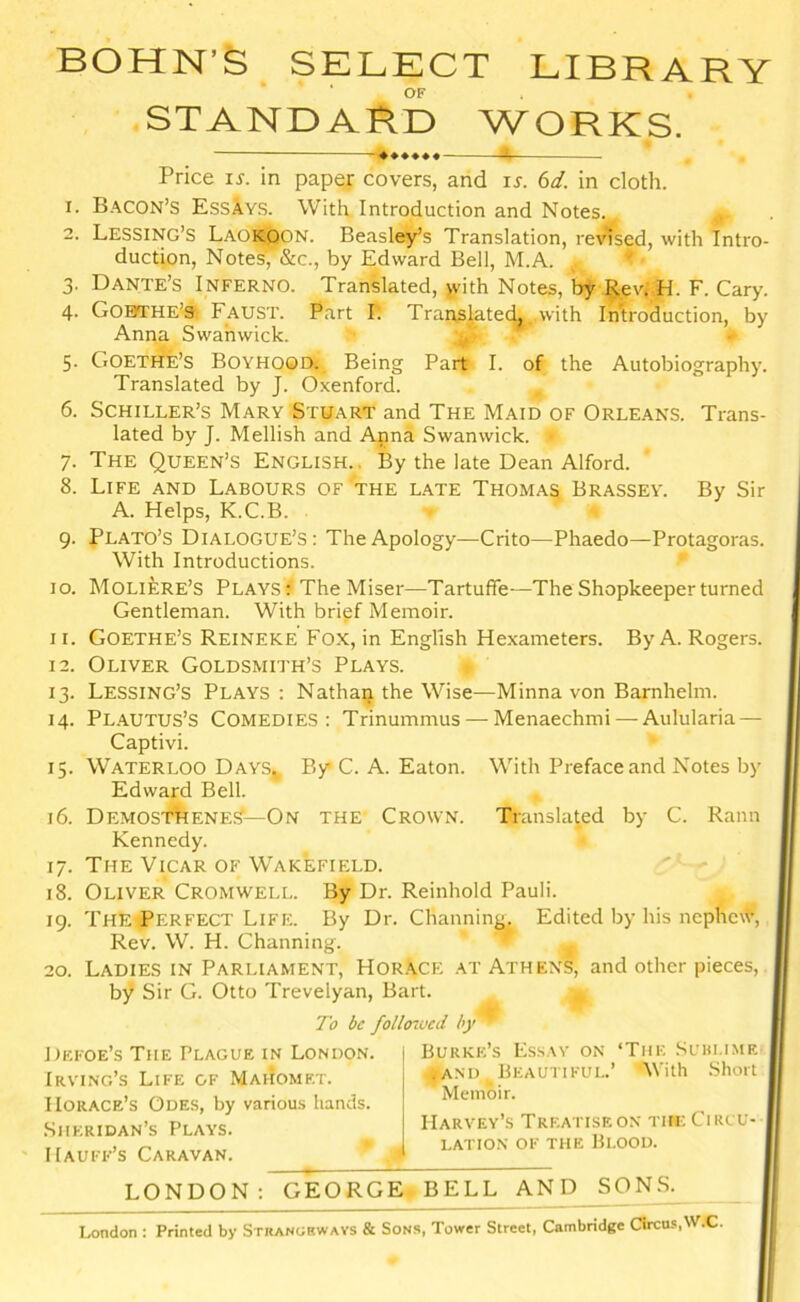 BOHN'S SELECT LIBRARY
OF
STANDARD WORKS.
Price 1s. in paper covers, and 1s. 6d. in cloth.
1. BACON'S ESSAYS. With Introduction and Notes.
2. LESSING'S LAOKOON. Beasley's Translation, revised, with Intro-
duction, Notes, &c., by Edward Bell, M.A.
3. DANTE'S INFERNO. Translated, with Notes, by Rev. H. F. Cary.
4. GOETHE'S FAUST. Part I. Translated, with Introduction, by
Anna Swanwick.
5. GOETHE'S BOYHOOD. Being Part I. of the Autobiography.
Translated by J. Oxenford.
6. SCHILLER'S MARY STUART and THE MAID OF ORLEANS. Trans-
lated by J. Mellish and Anna Swanwick.
7. THE QUEEN'S ENGLISH. By the late Dean Alford.
8. LIFE AND LABOURS OF THE LATE THOMAS BRASSEY. By Sir
A. Helps, K.C.B.
9. PLATO'S DIALOGUE'S: The Apology—Crito—Phaedo—Protagoras.
With Introductions.
10. MOLIÈRE'S PLAYS: The Miser—Tartuffe—The Shopkeeper turned
Gentleman. With brief Memoir.
11. GOETHE'S REINEKE FOX, in English Hexameters. By A. Rogers.
12. OLIVER GOLDSMITH'S PLAYS.
13. LESSING'S PLAYS : Nathan the Wise—Minna von Barnhelm.
14. PLAUTUS'S COMEDIES : Trinummus — Menaechmi — Aulularia —
Captivi.
15. WATERLOO DAYS. By C. A. Eaton. With Preface and Notes by
Edward Bell.
16. DEMOSTHENES—ON THE CROWN. Translated by C. Rann
Kennedy.
17. THE VICAR OF WAKEFIELD.
18. OLIVER CROMWELL. By Dr. Reinhold Pauli.
19. THE PERFECT LIFE. By Dr. Channing. Edited by his nephew,
Rev. W. H. Channing.
20. LADIES IN PARLIAMENT, HORACE AT ATHENS, and other pieces,
by Sir G. Otto Trevelyan, Bart.
To be followed by
DEFOE'S THE PLAGUE IN LONDON.
IRVING'S LIFE OF MAHOMET.
HORACE'S ODES, by various hands.
SHERIDAN'S PLAYS.
HAUFF'S CARAVAN.
BURKE'S ESSAY ON 'THE SUBLIME
AND BEAUTIFUL.' With Short
Memoir.
HARVEY'S TREATISE ON THE CIRCU-
LATION OF THE BLOOD.
LONDON: GEORGE BELL AND SONS.
London : Printed by STRANGEWAYS & SONS, Tower Street, Cambridge Circus, W.C.